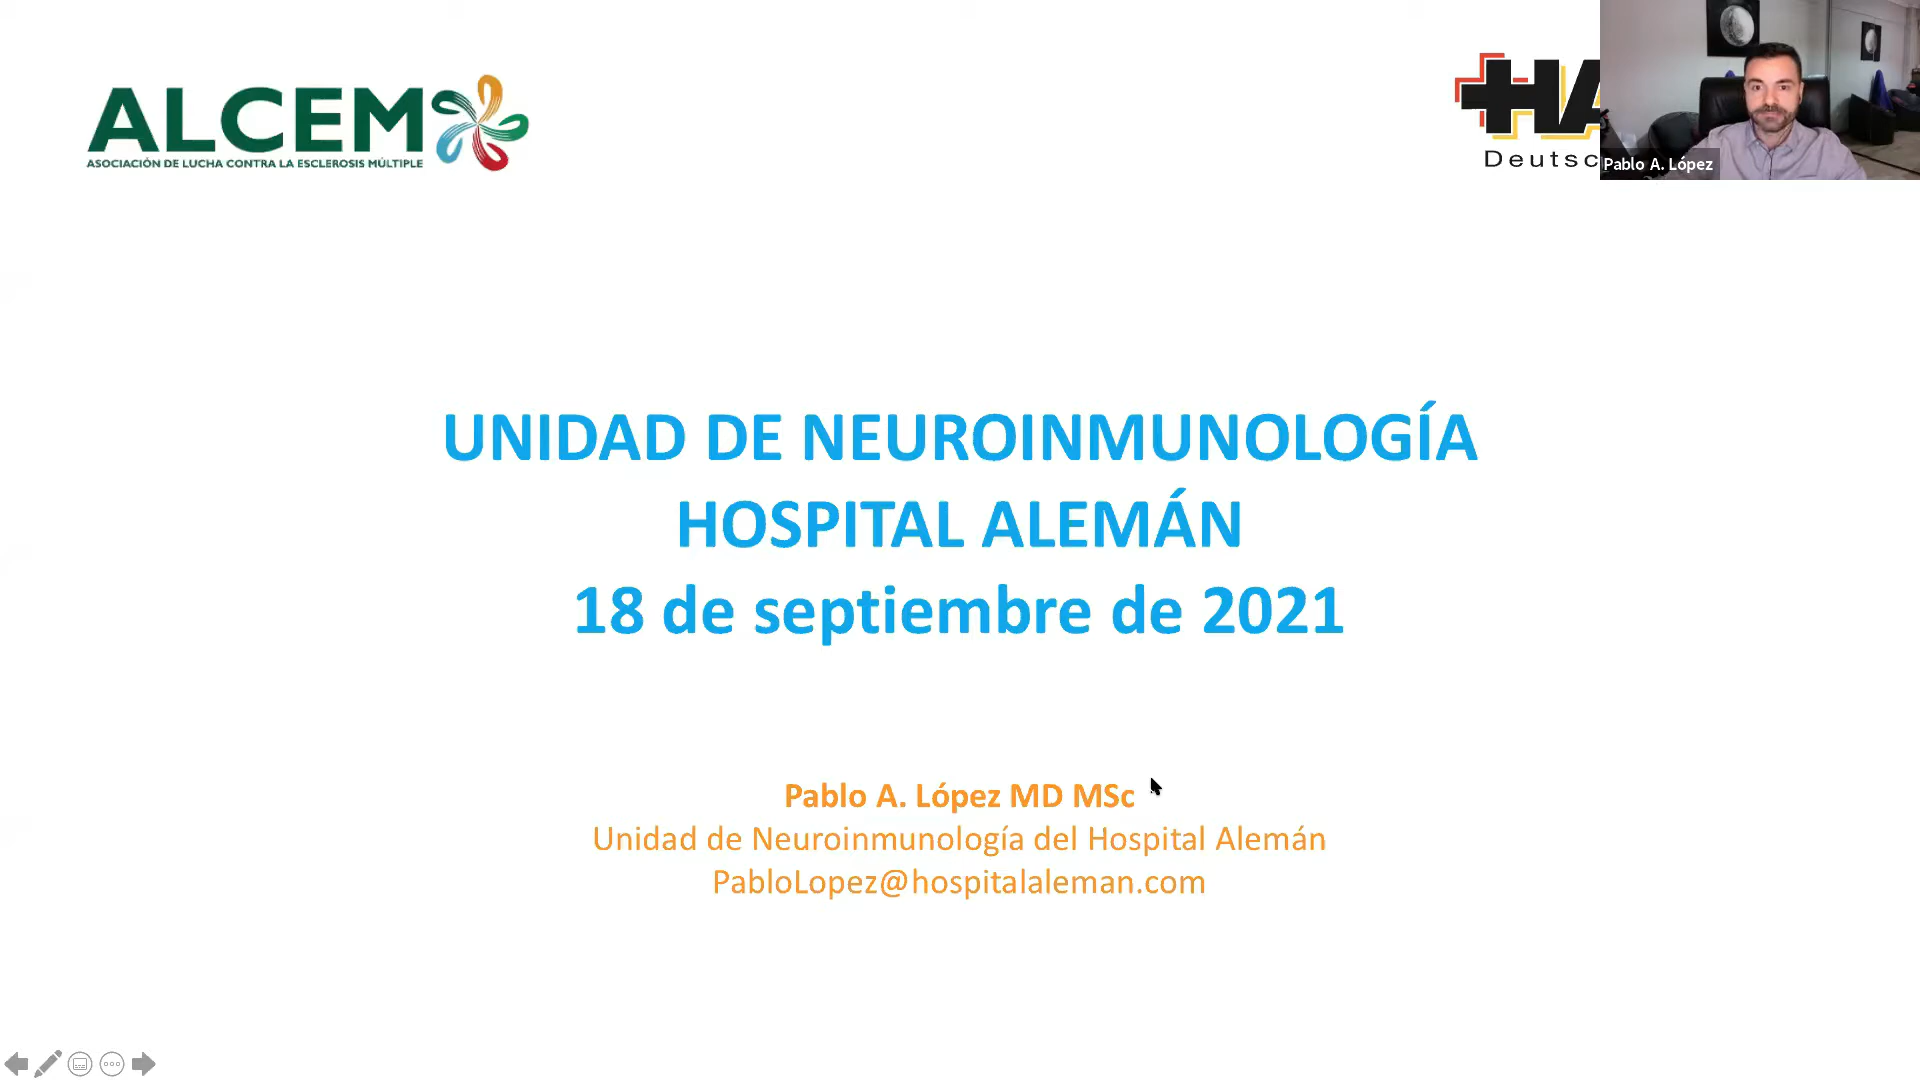 ALCEM
ASOCIACIÓN DE LUCHA CONTRA LA ESCLEROSIS MÚLTIPLE
HA
Deutsc
Pablo A. López
UNIDAD DE NEUROINMUNOLOGÍA
HOSPITAL ALEMÁN
18 de septiembre de 2021
Pablo A. López MD MSc
Unidad de Neuroinmunología del Hospital Alemán
PabloLopez@hospitalaleman.com